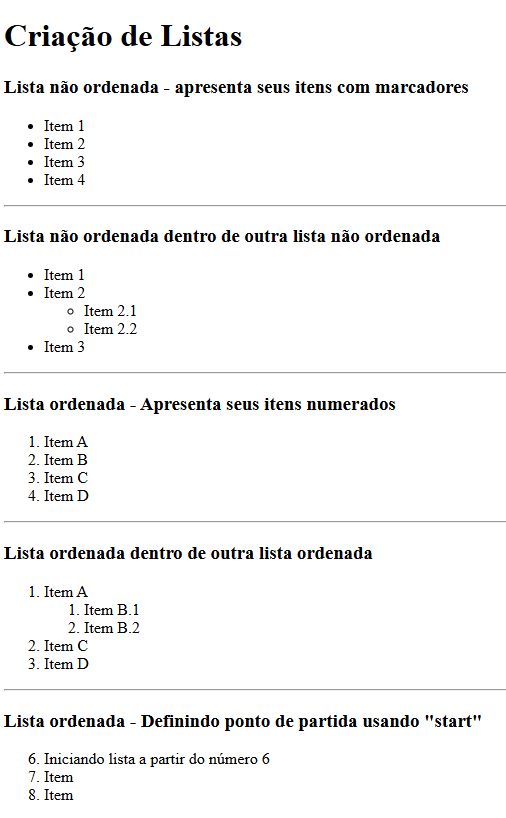 Criação de Listas
Lista não ordenada - apresenta seus itens com marcadores
• Item 1
• Item 2
• Item 3
• Item 4
Lista não ordenada dentro de outra lista não ordenada
• Item 1
• Item 2
◦ Item 2.1
◦ Item 2.2
• Item 3
Lista ordenada - Apresenta seus itens numerados
1. Item A
2. Item B
3. Item C
4. Item D
Lista ordenada dentro de outra lista ordenada
1. Item A
1. Item B.1
2. Item B.2
2. Item C
3. Item D
Lista ordenada - Definindo ponto de partida usando "start"
6. Iniciando lista a partir do número 6
7. Item
8. Item